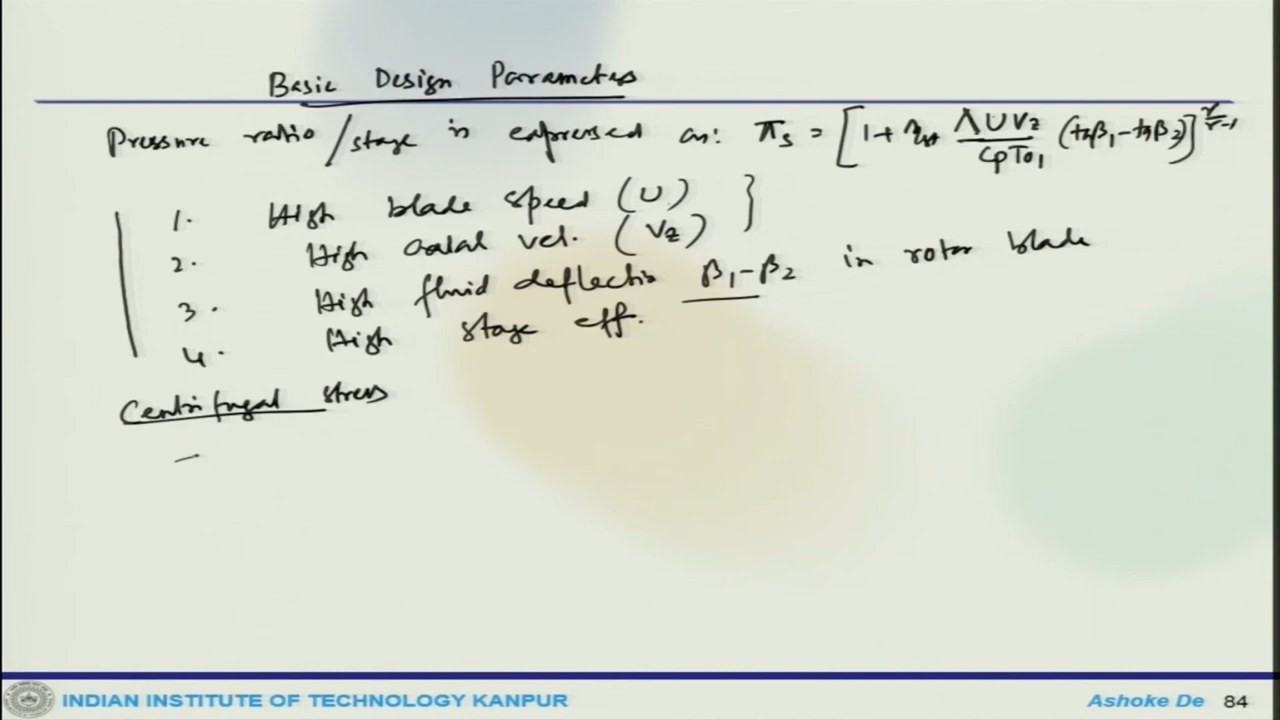 Basic Design Parameters
Pressure ratio/stage is expressed as: πs = [1 + ηst ΛUVz/CpTo1 (tanβ1 - tanβ2)]^γ/γ-1
1. High blade speed (U) }
2. High axial vel. (Vz)
3. High fluid deflection β1-β2 in rotor blade
4. High stage eff.
Centrifugal stress
INDIAN INSTITUTE OF TECHNOLOGY KANPUR
Ashoke De 84